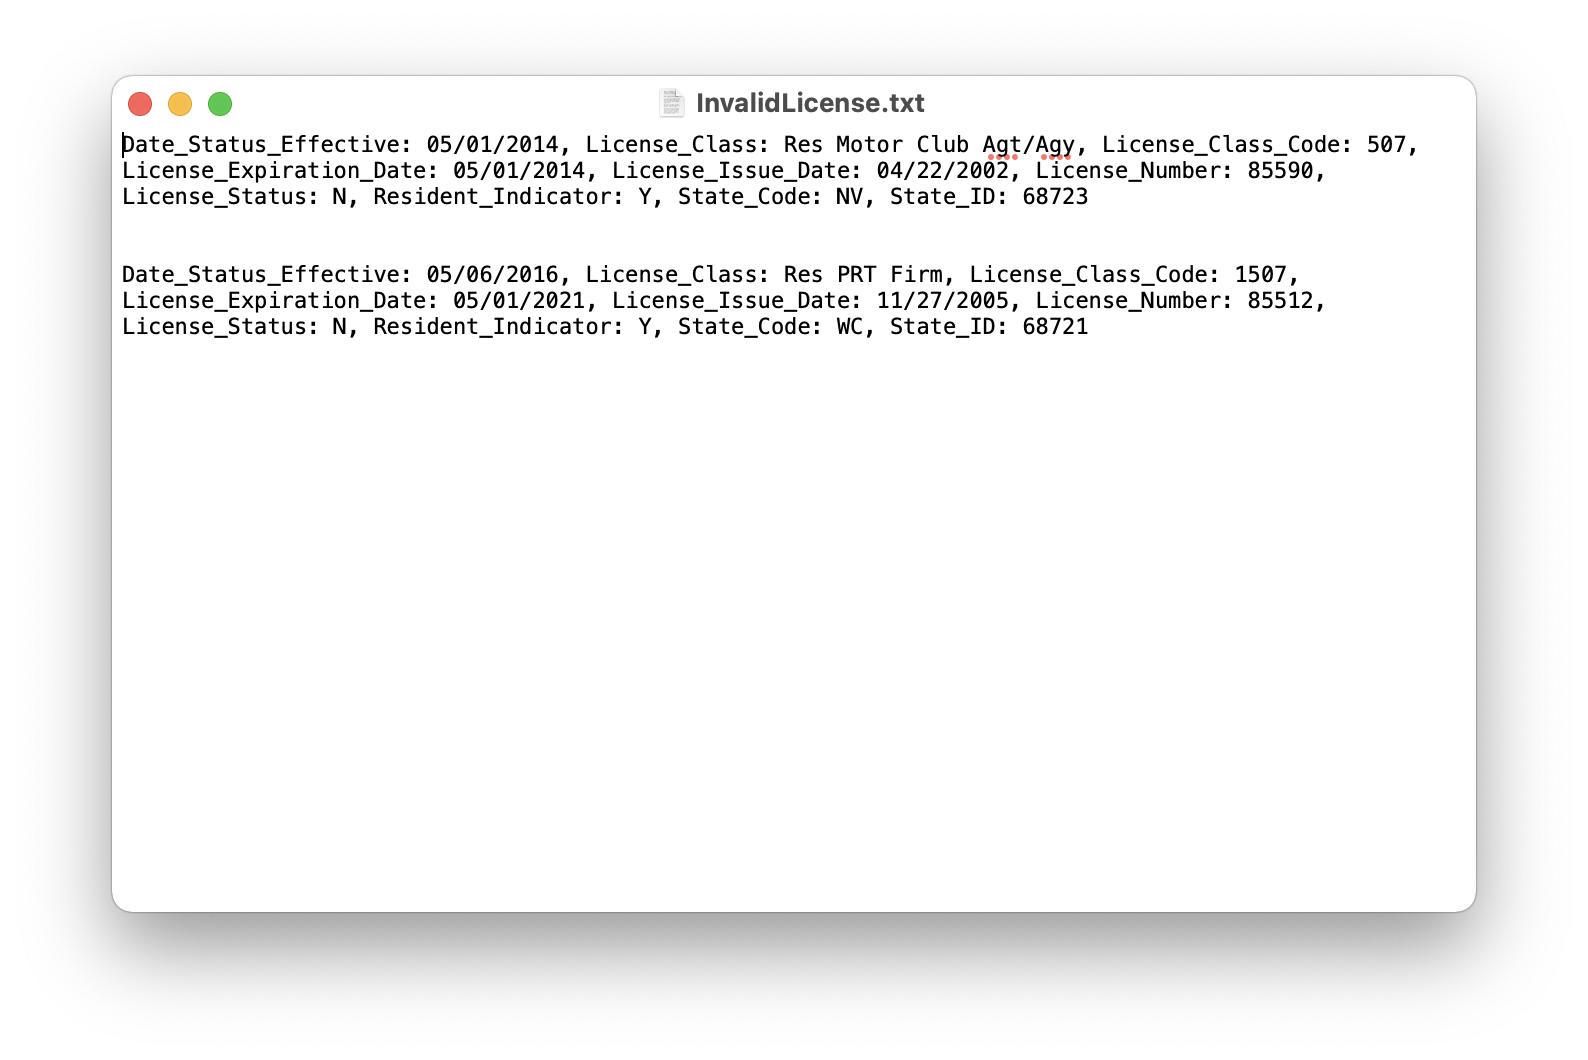 InvalidLicense.txt
Date_Status_Effective: 05/01/2014, License_Class: Res Motor Club Agt/Agy, License_Class_Code: 507,
License_Expiration_Date: 05/01/2014, License_Issue_Date: 04/22/2002, License_Number: 85590,
License_Status: N, Resident_Indicator: Y, State_Code: NV, State_ID: 68723
Date_Status_Effective: 05/06/2016, License_Class: Res PRT Firm, License_Class_Code: 1507,
License_Expiration_Date: 05/01/2021, License_Issue_Date: 11/27/2005, License_Number: 85512,
License_Status: N, Resident_Indicator: Y, State_Code: WC, State_ID: 68721